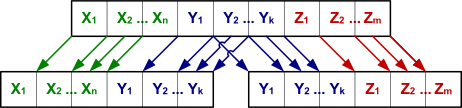 X₁ X₂ ... Xₙ Y₁ Y₂ ... Yₖ Z₁ Z₂ ... Zₘ
X₁ X₂ ... Xₙ Y₁ Y₂ ... Yₖ Y₁ Y₂ ... Yₖ Z₁ Z₂ ... Zₘ